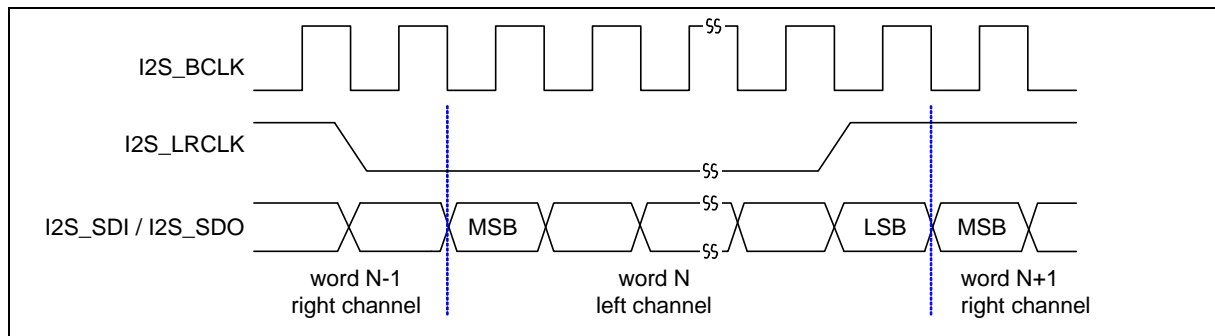 I2S_BCLK
I2S_LRCLK
I2S_SDI / I2S_SDO
MSB
LSB
MSB
word N-1
right channel
word N
left channel
word N+1
right channel